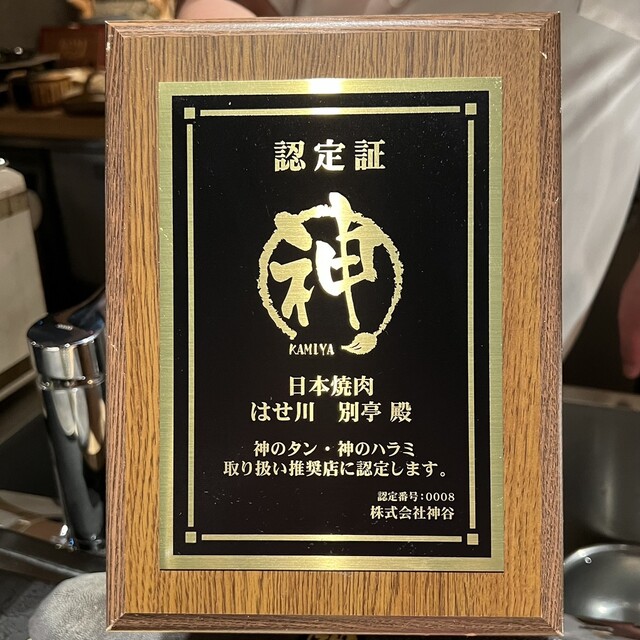 認定証
神
KAMIYA
日本焼肉
はせ川 別亭 殿
神のタン・神のハラミ
取り扱い推奨店に認定します。
認定番号:0008
株式会社神谷